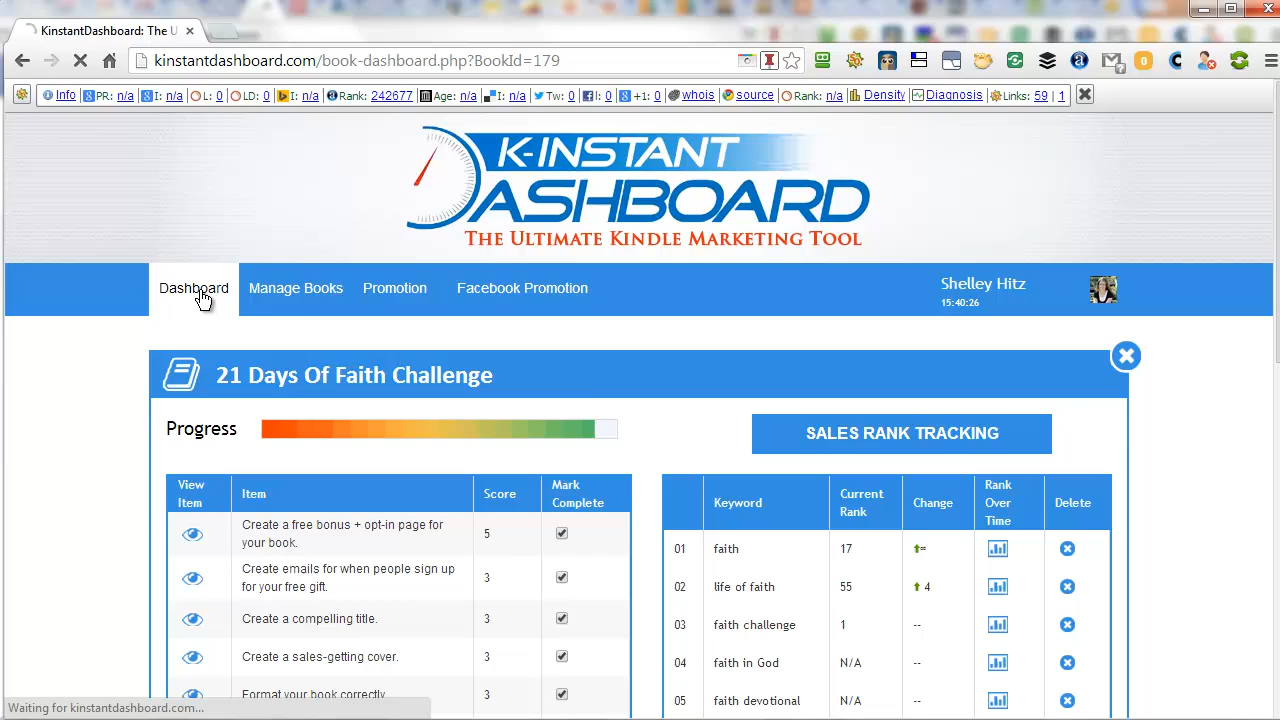 KinstantDashboard: The U
kinstantdashboard.com/book-dashboard.php?BookId=179
Info PR: n/a I: n/a L: 0 LD: 0 I: n/a Rank: 242677 Age: n/a I: n/a Tw: 0 I: 0 +1: 0 whois source Rank: n/a Density Diagnosis Links: 59 | 1
K-INSTANT
DASHBOARD
THE ULTIMATE KINDLE MARKETING TOOL
Dashboard Manage Books Promotion Facebook Promotion
Shelley Hitz
15:40:26
21 Days Of Faith Challenge
Progress
SALES RANK TRACKING
View Item Item Score Mark Complete
Create a free bonus + opt-in page for
your book. 5
Create emails for when people sign up
for your free gift. 3
Create a compelling title. 3
Create a sales-getting cover. 3
Format your book correctly. 3
Keyword Current Rank Change Rank Over Time Delete
01 faith 17 ∞
02 life of faith 55 4
03 faith challenge 1 --
04 faith in God N/A --
05 faith devotional N/A --
Waiting for kinstantdashboard.com...